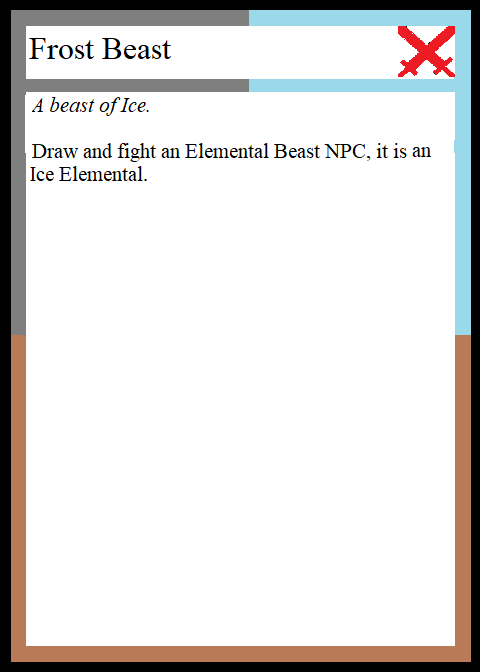 Frost Beast
A beast of Ice.
Draw and fight an Elemental Beast NPC, it is an
Ice Elemental.